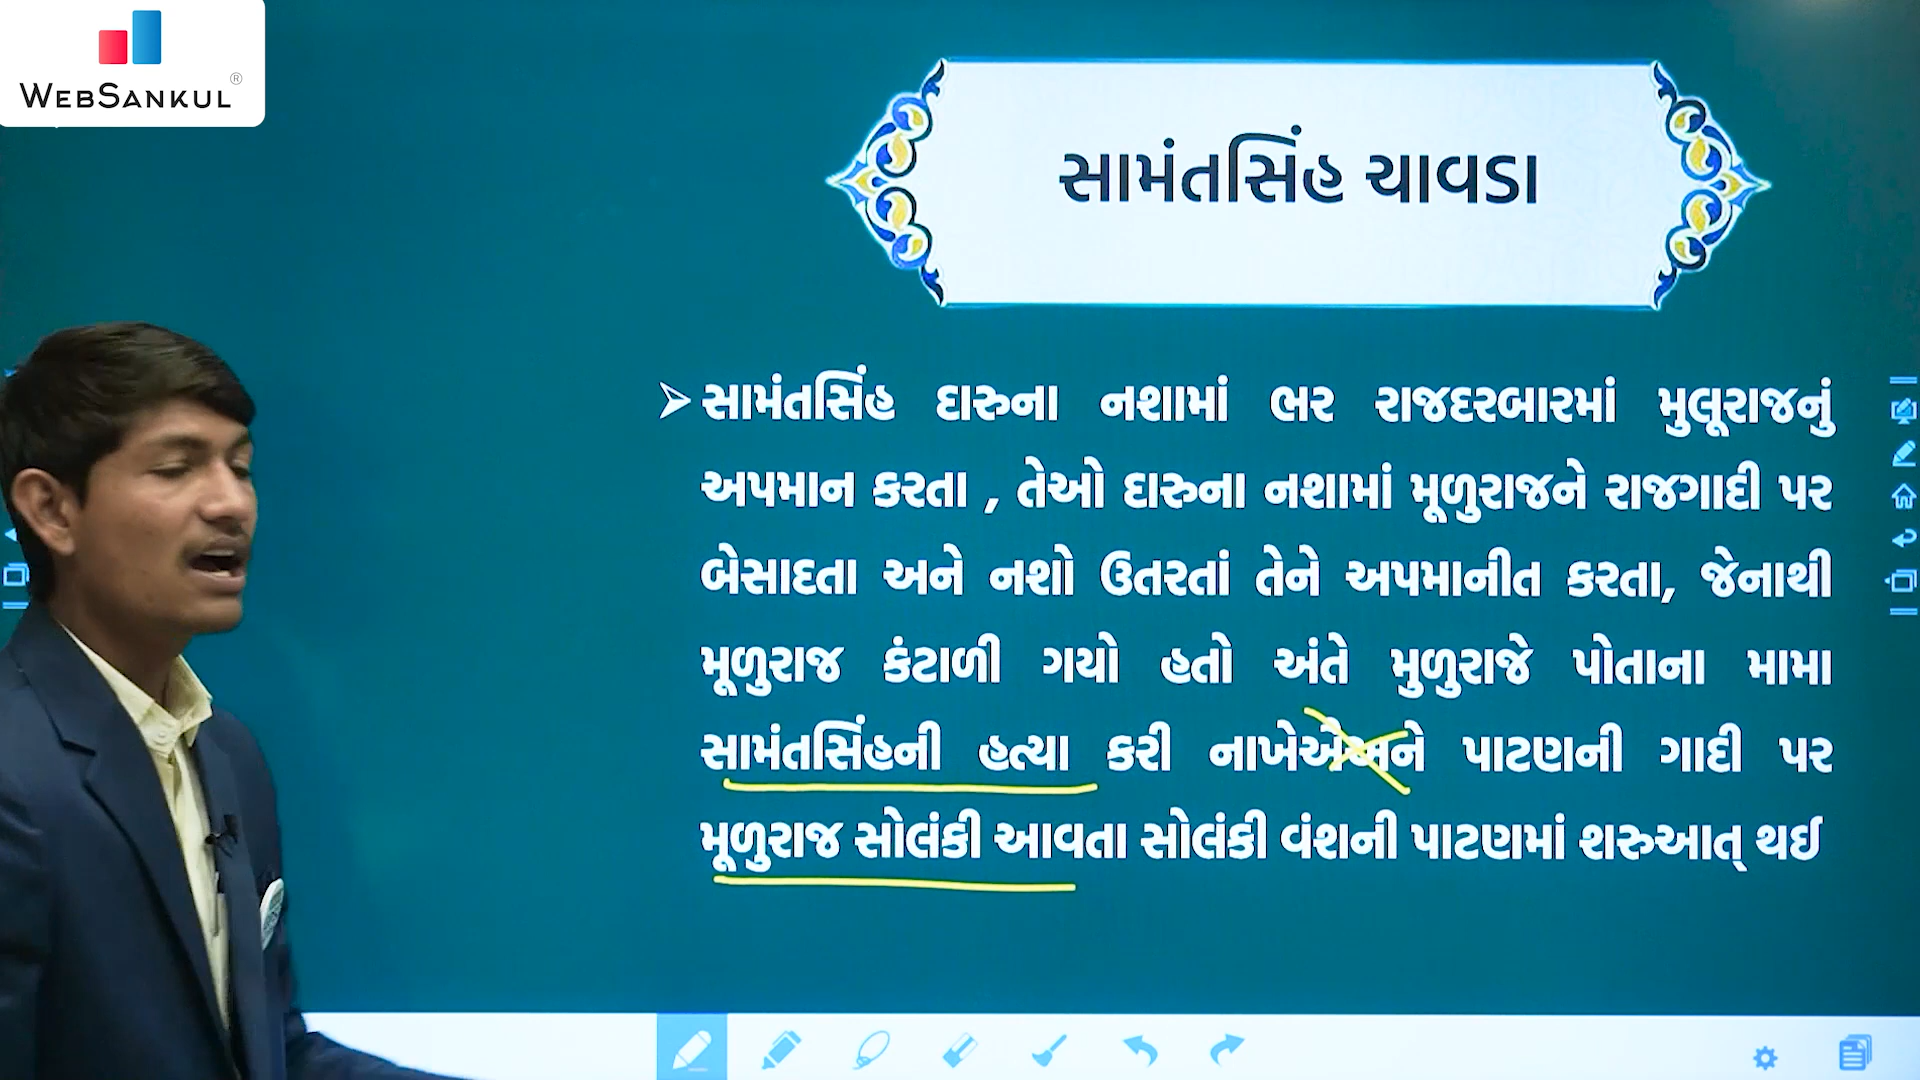 WEBSANKUL®
સામંતસિંહ ચાવડા
➢ સામંતસિંહ દારુના નશામાં ભર રાજદરબારમાં મુલૂરાજનું
અપમાન કરતા , તેઓ દારુના નશામાં મૂળુરાજને રાજગાદી પર
બેસાદતા અને નશો ઉતરતાં તેને અપમાનીત કરતા, જેનાથી
મૂળુરાજ કંટાળી ગયો હતો અંતે મુળુરાજે પોતાના મામા
સામંતસિંહની હત્યા કરી નાખેએઅને પાટણની ગાદી પર
મૂળુરાજ સોલંકી આવતા સોલંકી વંશની પાટણમાં શરુઆત્ થઈ